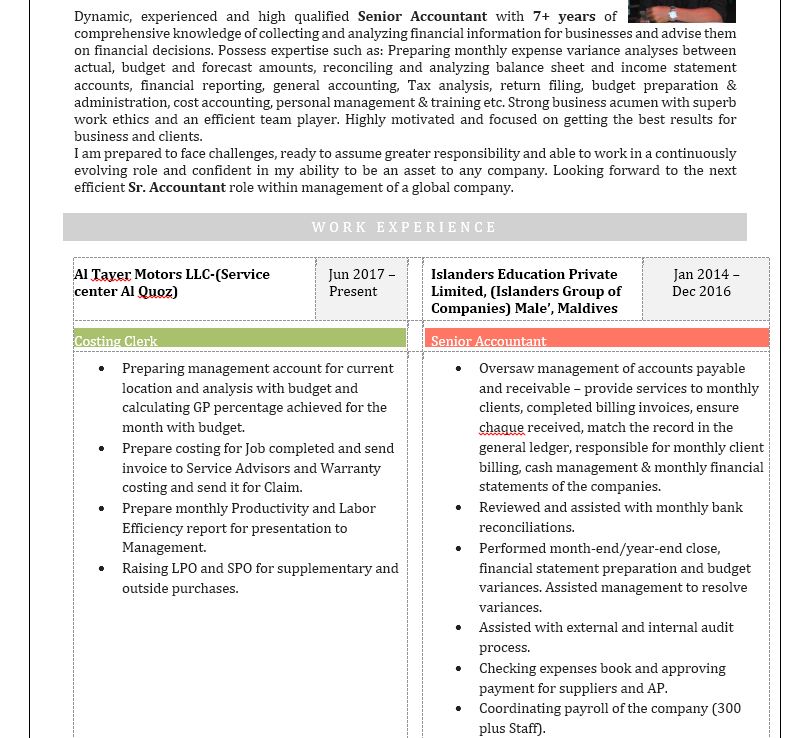 Dynamic, experienced and high qualified Senior Accountant with 7+ years of
comprehensive knowledge of collecting and analyzing financial information for businesses and advise them
on financial decisions. Possess expertise such as: Preparing monthly expense variance analyses between
actual, budget and forecast amounts, reconciling and analyzing balance sheet and income statement
accounts, financial reporting, general accounting, Tax analysis, return filing, budget preparation &
administration, cost accounting, personal management & training etc. Strong business acumen with superb
work ethics and an efficient team player. Highly motivated and focused on getting the best results for
business and clients.
I am prepared to face challenges, ready to assume greater responsibility and able to work in a continuously
evolving role and confident in my ability to be an asset to any company. Looking forward to the next
efficient Sr. Accountant role within management of a global company.
WORK EXPERIENCE
Al Tayer Motors LLC-(Service
center Al Quoz)
Jun 2017 –
Present
Costing Clerk
• Preparing management account for current
location and analysis with budget and
calculating GP percentage achieved for the
month with budget.
• Prepare costing for Job completed and send
invoice to Service Advisors and Warranty
costing and send it for Claim.
• Prepare monthly Productivity and Labor
Efficiency report for presentation to
Management.
• Raising LPO and SPO for supplementary and
outside purchases.
Islanders Education Private
Limited, (Islanders Group of
Companies) Male’, Maldives
Jan 2014 –
Dec 2016
Senior Accountant
• Oversaw management of accounts payable
and receivable – provide services to monthly
clients, completed billing invoices, ensure
chaque received, match the record in the
general ledger, responsible for monthly client
billing, cash management & monthly financial
statements of the companies.
• Reviewed and assisted with monthly bank
reconciliations.
• Performed month-end/year-end close,
financial statement preparation and budget
variances. Assisted management to resolve
variances.
• Assisted with external and internal audit
process.
• Checking expenses book and approving
payment for suppliers and AP.
• Coordinating payroll of the company (300
plus Staff).